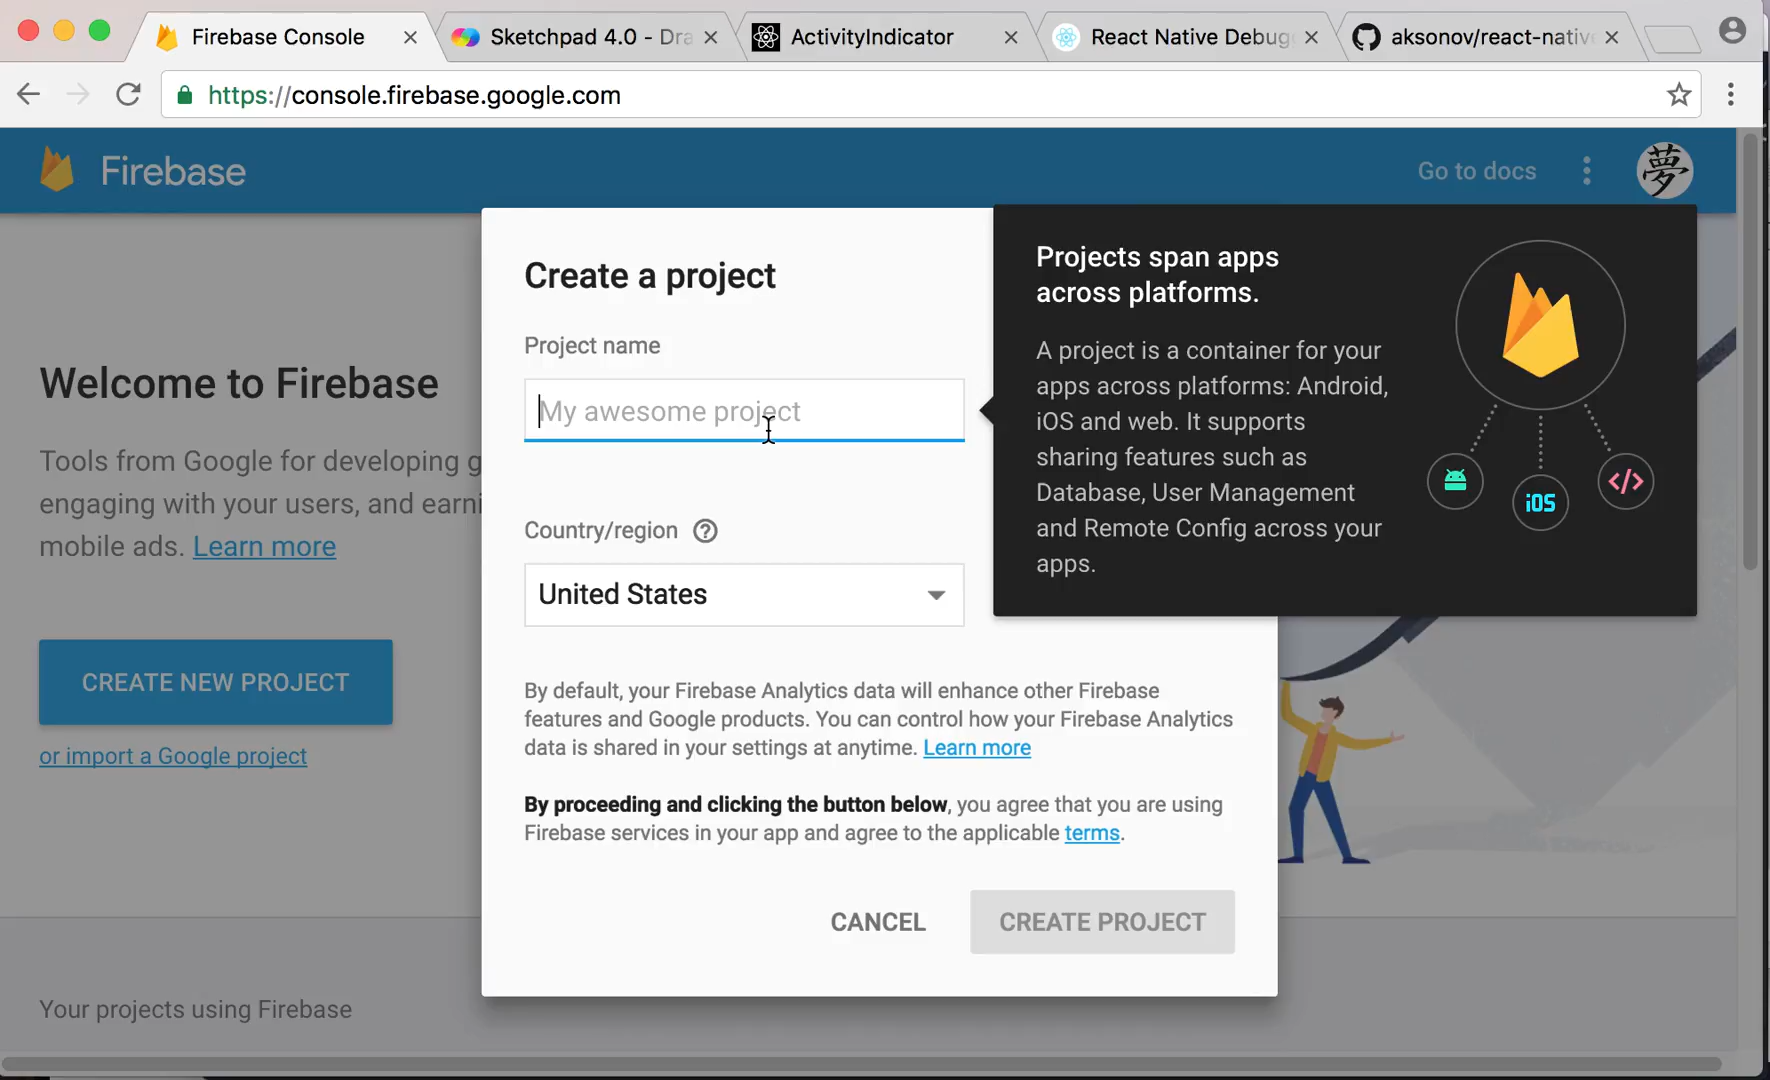 Firebase Console
Sketchpad 4.0 - Dra
ActivityIndicator
React Native Debug
aksonov/react-native
https://console.firebase.google.com
Firebase
Go to docs
夢
Create a project
Project name
My awesome project
Country/region
United States
By default, your Firebase Analytics data will enhance other Firebase
features and Google products. You can control how your Firebase Analytics
data is shared in your settings at anytime. Learn more
By proceeding and clicking the button below, you agree that you are using
Firebase services in your app and agree to the applicable terms.
CANCEL
CREATE PROJECT
Projects span apps
across platforms.
A project is a container for your
apps across platforms: Android,
iOS and web. It supports
sharing features such as
Database, User Management
and Remote Config across your
apps.
iOS
</>
Welcome to Firebase
Tools from Google for developing g
engaging with your users, and earni
mobile ads. Learn more
CREATE NEW PROJECT
or import a Google project
Your projects using Firebase